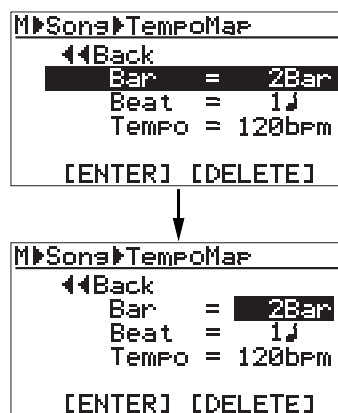 M▶Song▶TempoMap
◀◀Back
Bar = 2Bar
Beat = 1♩
Tempo = 120bpm
[ENTER] [DELETE]
M▶Song▶TempoMap
◀◀Back
Bar = 2Bar
Beat = 1♩
Tempo = 120bpm
[ENTER] [DELETE]